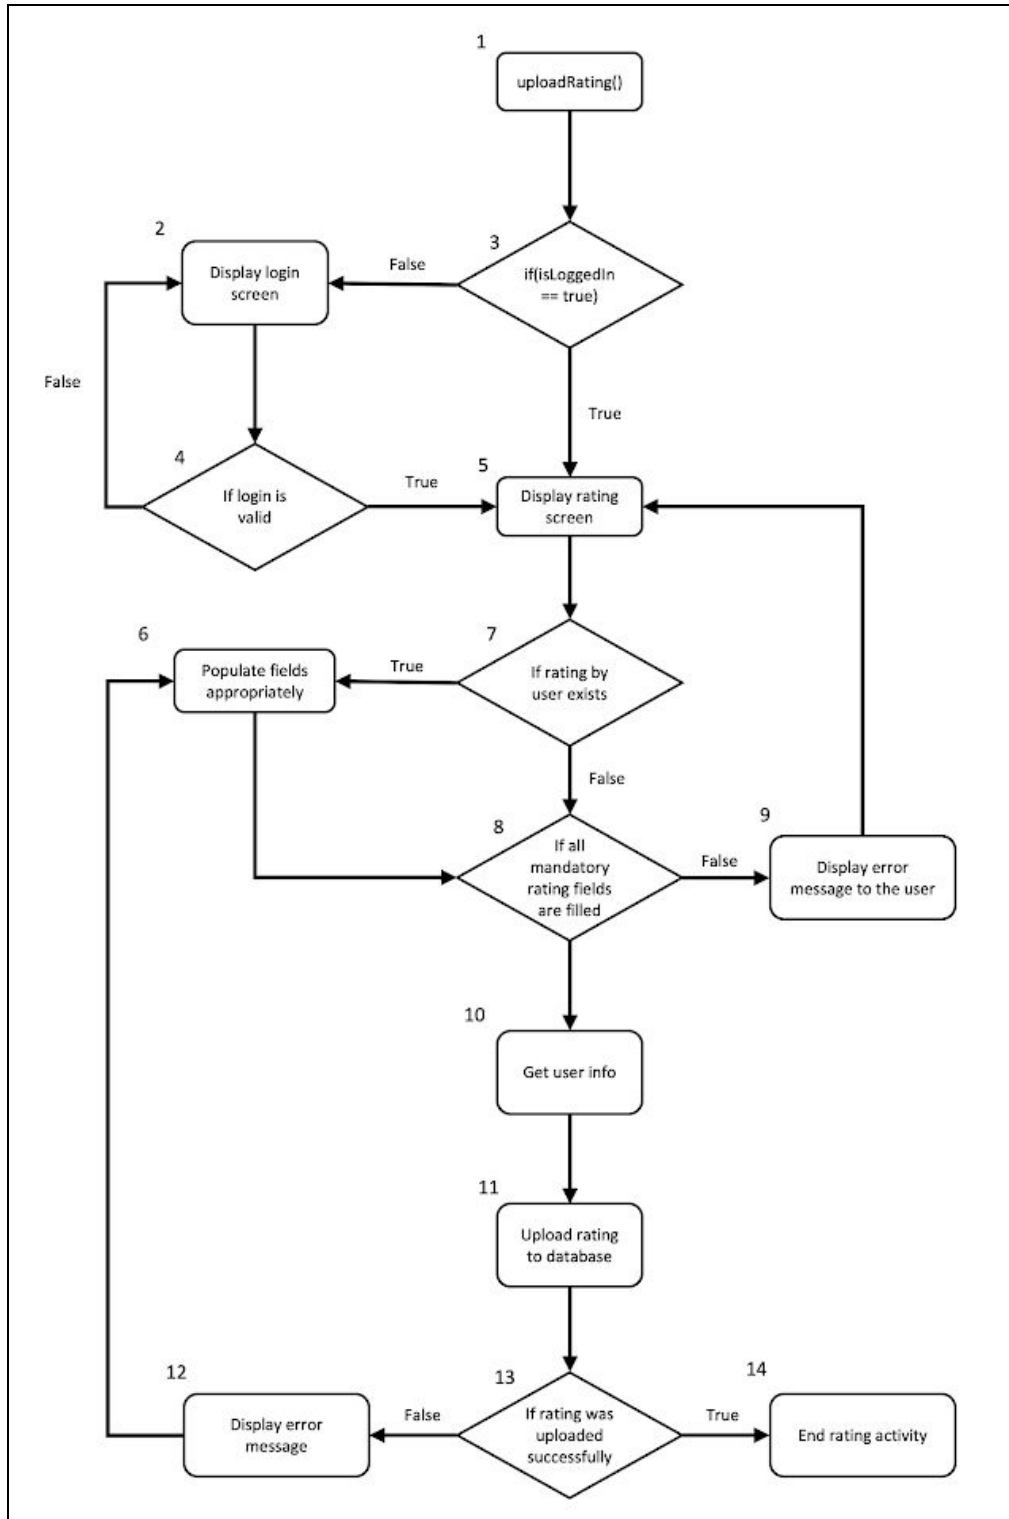 1
uploadRating()
2
Display login
screen
3
if(isLoggedIn
== true)
False
False
True
4
If login is
valid
True
5
Display rating
screen
6
Populate fields
appropriately
True
7
If rating by
user exists
False
8
If all
mandatory
rating fields
are filled
False
9
Display error
message to the user
10
Get user info
11
Upload rating
to database
12
Display error
message
False
13
If rating was
uploaded
successfully
True
14
End rating activity